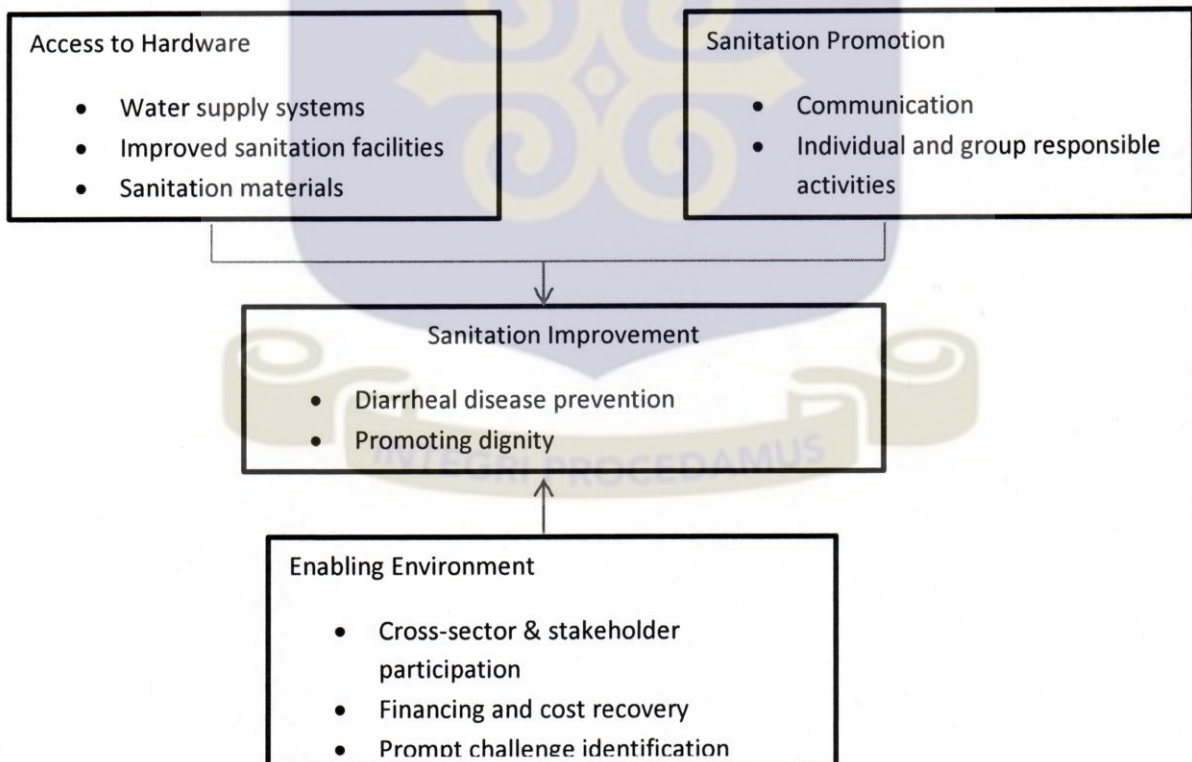 Access to Hardware
• Water supply systems
• Improved sanitation facilities
• Sanitation materials
Sanitation Promotion
• Communication
• Individual and group responsible
activities
Sanitation Improvement
• Diarrheal disease prevention
• Promoting dignity
INTEGRI PROCEDAMUS
Enabling Environment
• Cross-sector & stakeholder
participation
• Financing and cost recovery
• Prompt challenge identification